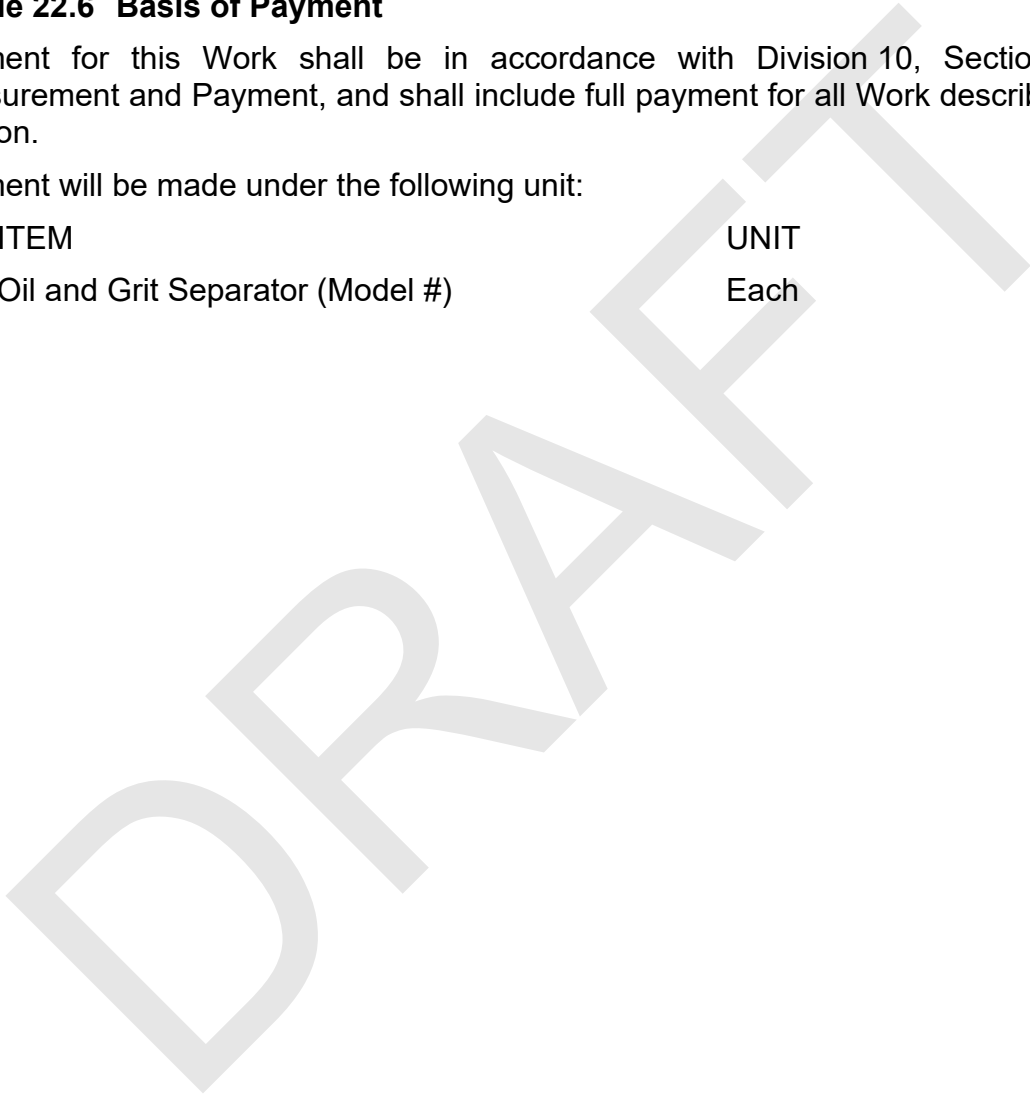 le 22.6 Basis of Payment
ment for this Work shall be in accordance with Division 10, Sectio
surement and Payment, and shall include full payment for all Work describ
on.
ment will be made under the following unit:
ITEM UNIT
Oil and Grit Separator (Model #) Each
DRAFT